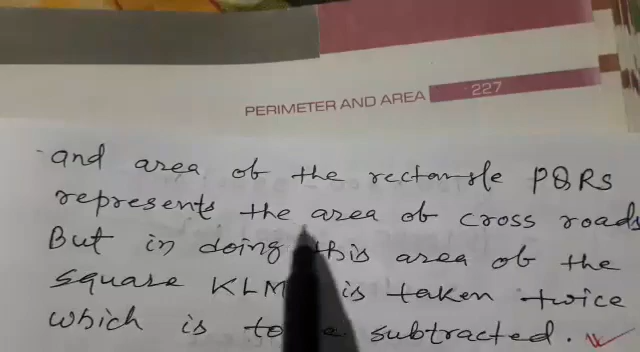 PERIMETER AND AREA 227
and area of the rectangle PQRS
represents the area of cross roads
But in doing this area of the
square KLM is taken twice
which is to subtracted.